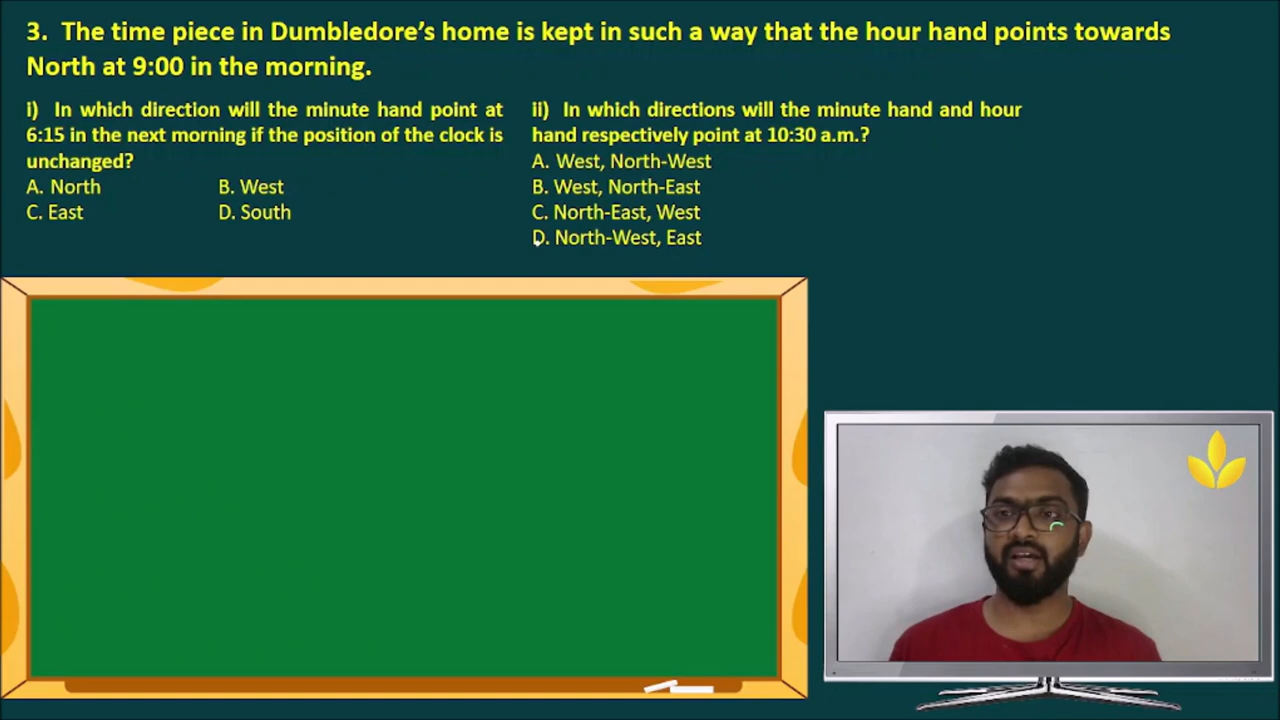 3. The time piece in Dumbledore’s home is kept in such a way that the hour hand points towards
North at 9:00 in the morning.
i) In which direction will the minute hand point at
6:15 in the next morning if the position of the clock is
unchanged?
A. North B. West
C. East D. South
ii) In which directions will the minute hand and hour
hand respectively point at 10:30 a.m.?
A. West, North-West
B. West, North-East
C. North-East, West
D. North-West, East